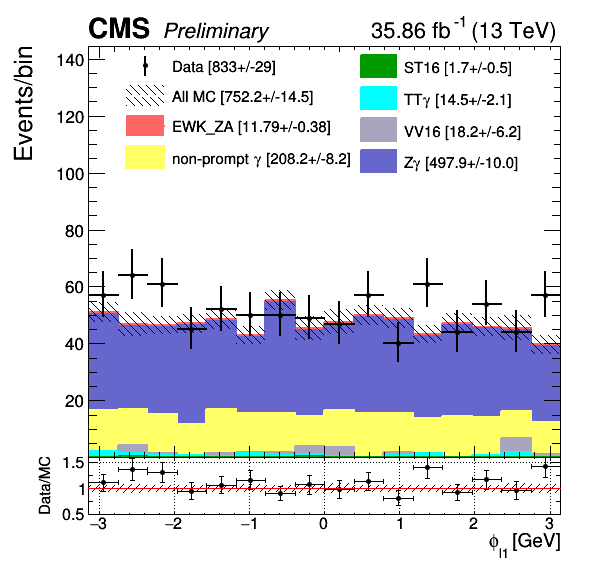 CMS Preliminary 35.86 fb⁻¹ (13 TeV)
Events/bin
140
120
100
80
60
40
20
Data [833+/-29]
All MC [752.2+/-14.5]
EWK_ZA [11.79+/-0.38]
non-prompt γ [208.2+/-8.2]
ST16 [1.7+/-0.5]
TTγ [14.5+/-2.1]
VV16 [18.2+/-6.2]
Zγ [497.9+/-10.0]
Data/MC
1.5
1
0.5
−3 −2 −1 0 1 2 3
ϕ_l1 [GeV]